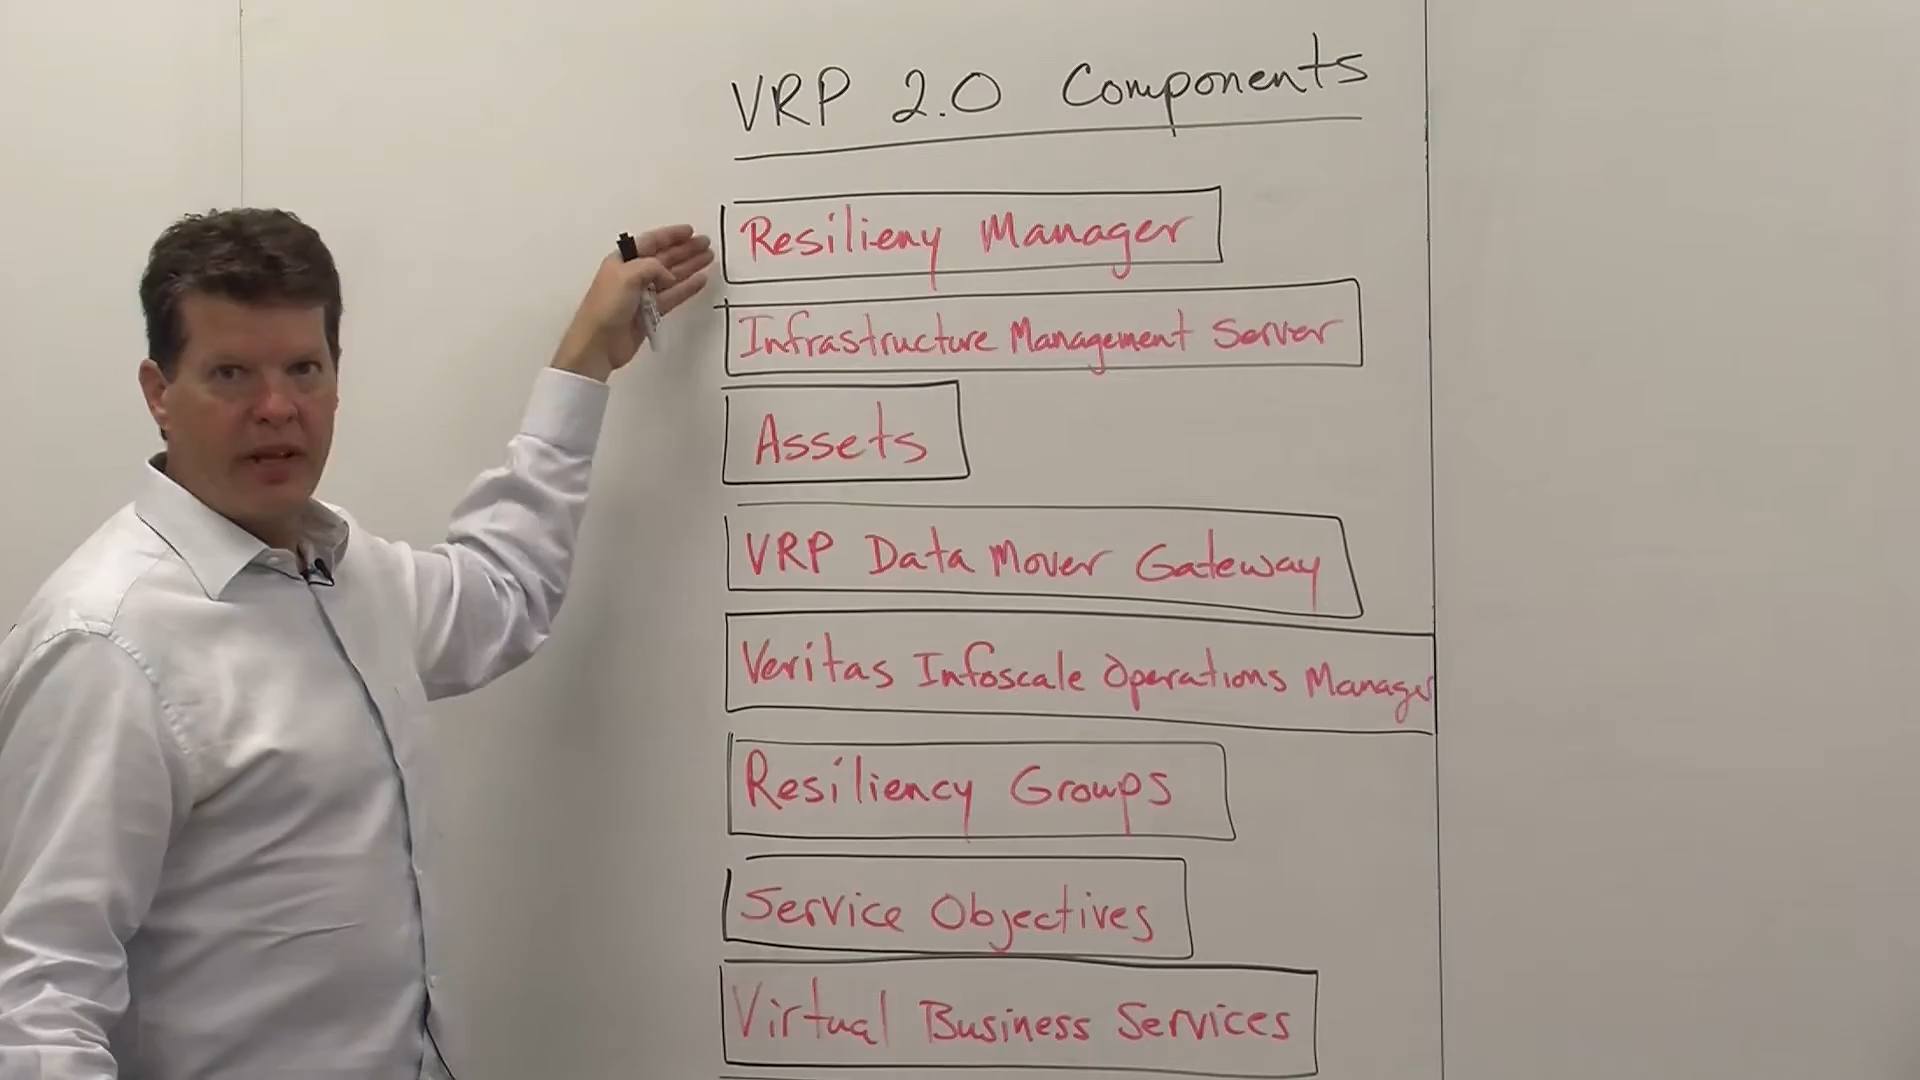 VRP 2.0 Components
Resilieny Manager
Infrastructure Management Server
Assets
VRP Data Mover Gateway
Veritas Infoscale Operations Manager
Resiliency Groups
Service Objectives
Virtual Business Services